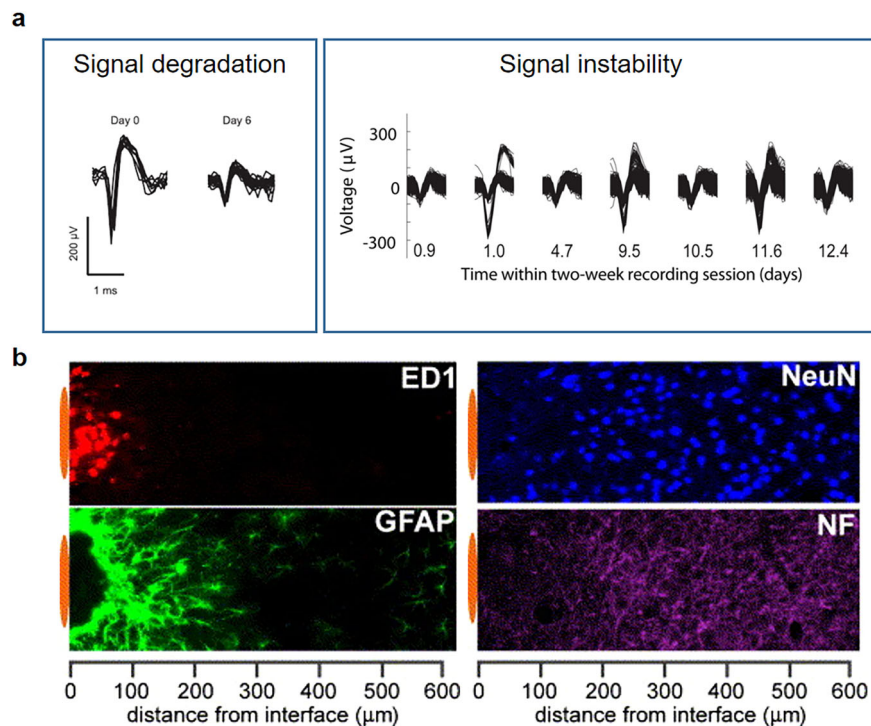 a
Signal degradation
Day 0
Day 6
200 µV
1 ms
Signal instability
Voltage (µV)
300
0
-300
0.9 1.0 4.7 9.5 10.5 11.6 12.4
Time within two-week recording session (days)
b
ED1
NeuN
GFAP
NF
0 100 200 300 400 500 600
distance from interface (µm)
0 100 200 300 400 500 600
distance from interface (µm)